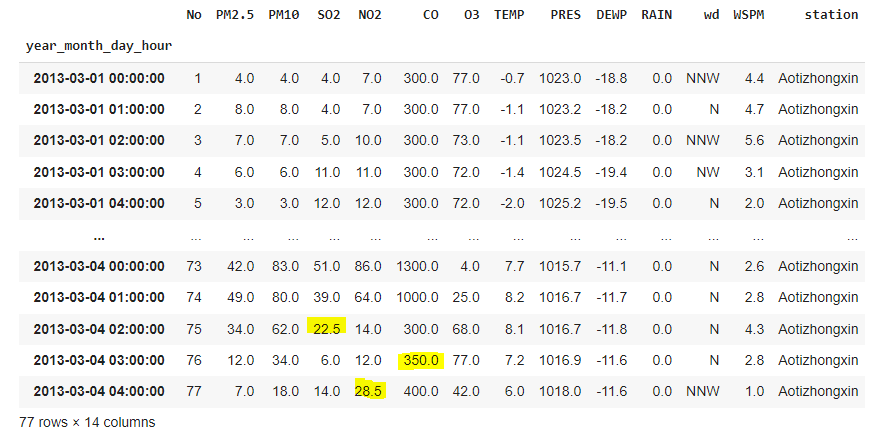 No PM2.5 PM10 SO2 NO2 CO O3 TEMP PRES DEWP RAIN wd WSPM station
year_month_day_hour
2013-03-01 00:00:00 1 4.0 4.0 4.0 7.0 300.0 77.0 -0.7 1023.0 -18.8 0.0 NNW 4.4 Aotizhongxin
2013-03-01 01:00:00 2 8.0 8.0 4.0 7.0 300.0 77.0 -1.1 1023.2 -18.2 0.0 N 4.7 Aotizhongxin
2013-03-01 02:00:00 3 7.0 7.0 5.0 10.0 300.0 73.0 -1.1 1023.5 -18.2 0.0 NNW 5.6 Aotizhongxin
2013-03-01 03:00:00 4 6.0 6.0 11.0 11.0 300.0 72.0 -1.4 1024.5 -19.4 0.0 NW 3.1 Aotizhongxin
2013-03-01 04:00:00 5 3.0 3.0 12.0 12.0 300.0 72.0 -2.0 1025.2 -19.5 0.0 N 2.0 Aotizhongxin
... ... ... ... ... ... ... ... ... ... ... ... ... ... ...
2013-03-04 00:00:00 73 42.0 83.0 51.0 86.0 1300.0 4.0 7.7 1015.7 -11.1 0.0 N 2.6 Aotizhongxin
2013-03-04 01:00:00 74 49.0 80.0 39.0 64.0 1000.0 25.0 8.2 1016.7 -11.7 0.0 N 2.8 Aotizhongxin
2013-03-04 02:00:00 75 34.0 62.0 22.5 14.0 300.0 68.0 8.1 1016.7 -11.8 0.0 N 4.3 Aotizhongxin
2013-03-04 03:00:00 76 12.0 34.0 6.0 12.0 350.0 77.0 7.2 1016.9 -11.6 0.0 N 2.8 Aotizhongxin
2013-03-04 04:00:00 77 7.0 18.0 14.0 28.5 400.0 42.0 6.0 1018.0 -11.6 0.0 NNW 1.0 Aotizhongxin
77 rows × 14 columns